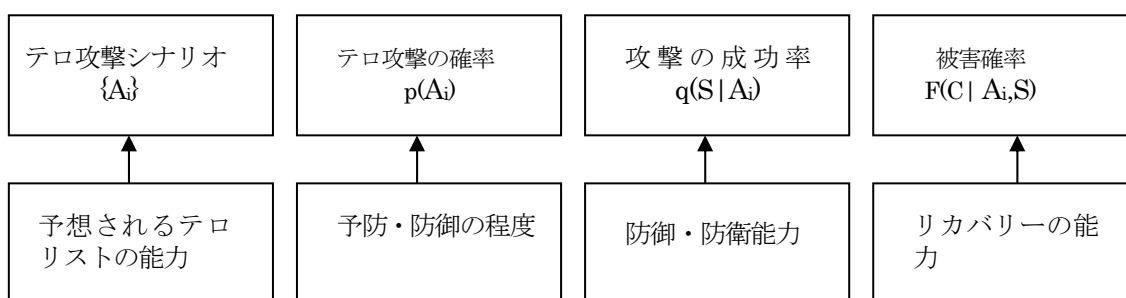 テロ攻撃シナリオ
{Ai}
テロ攻撃の確率
p(Ai)
攻撃の成功率
q(S|Ai)
被害確率
F(C| Ai,S)
予想されるテロ
リストの能力
予防・防御の程度
防御・防衛能力
リカバリーの能
力